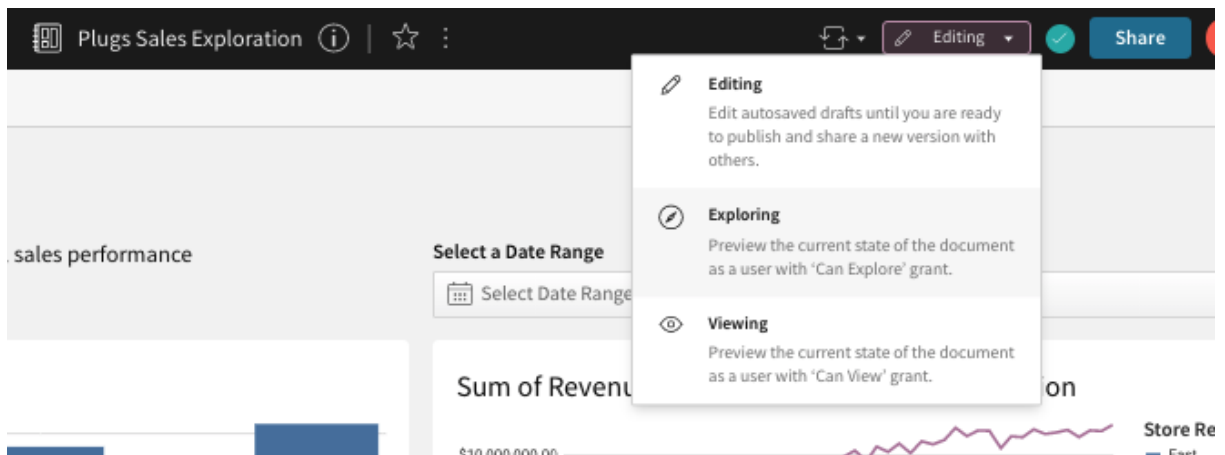 Plugs Sales Exploration
Editing
Share
Editing
Edit autosaved drafts until you are ready
to publish and share a new version with
others.
Exploring
Preview the current state of the document
as a user with ‘Can Explore’ grant.
Viewing
Preview the current state of the document
as a user with ‘Can View’ grant.
sales performance
Select a Date Range
Select Date Range
Sum of Revenu
on
Store Re
$10,000,000.00
East